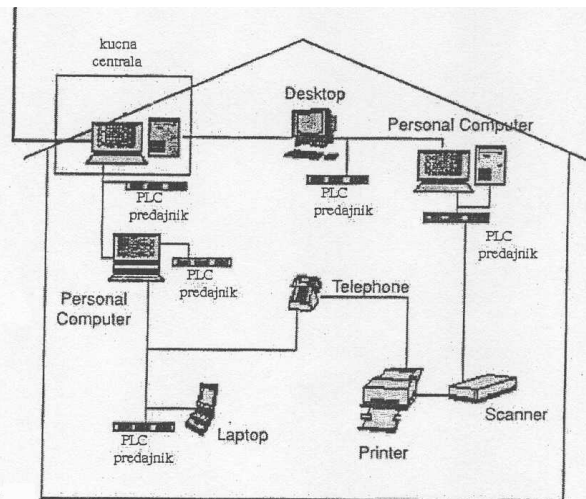 kucna
centrala
Desktop
Personal Computer
PLC
predajnik
PLC
predajnik
PLC
predajnik
PLC
predajnik
Personal
Computer
Telephone
Laptop
PLC
predajnik
Printer
Scanner